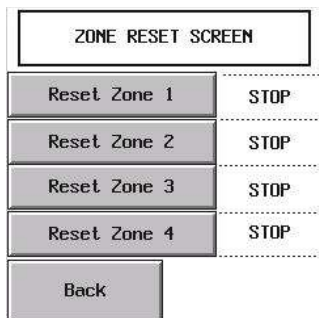 ZONE RESET SCREEN
Reset Zone 1 STOP
Reset Zone 2 STOP
Reset Zone 3 STOP
Reset Zone 4 STOP
Back